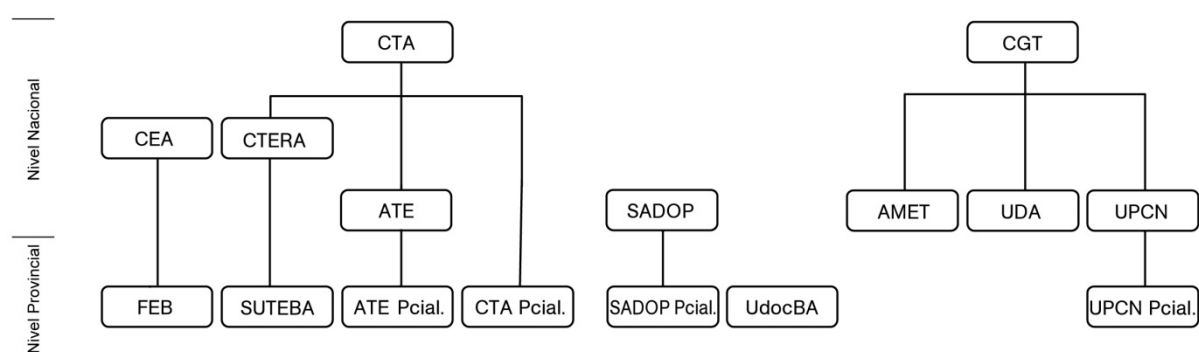 CTA
CGT
Nivel Nacional
CEA
CTERA
ATE
SADOP
AMET
UDA
UPCN
Nivel Provincial
FEB
SUTEBA
ATE Pcial.
CTA Pcial.
SADOP Pcial.
UdocBA
UPCN Pcial.